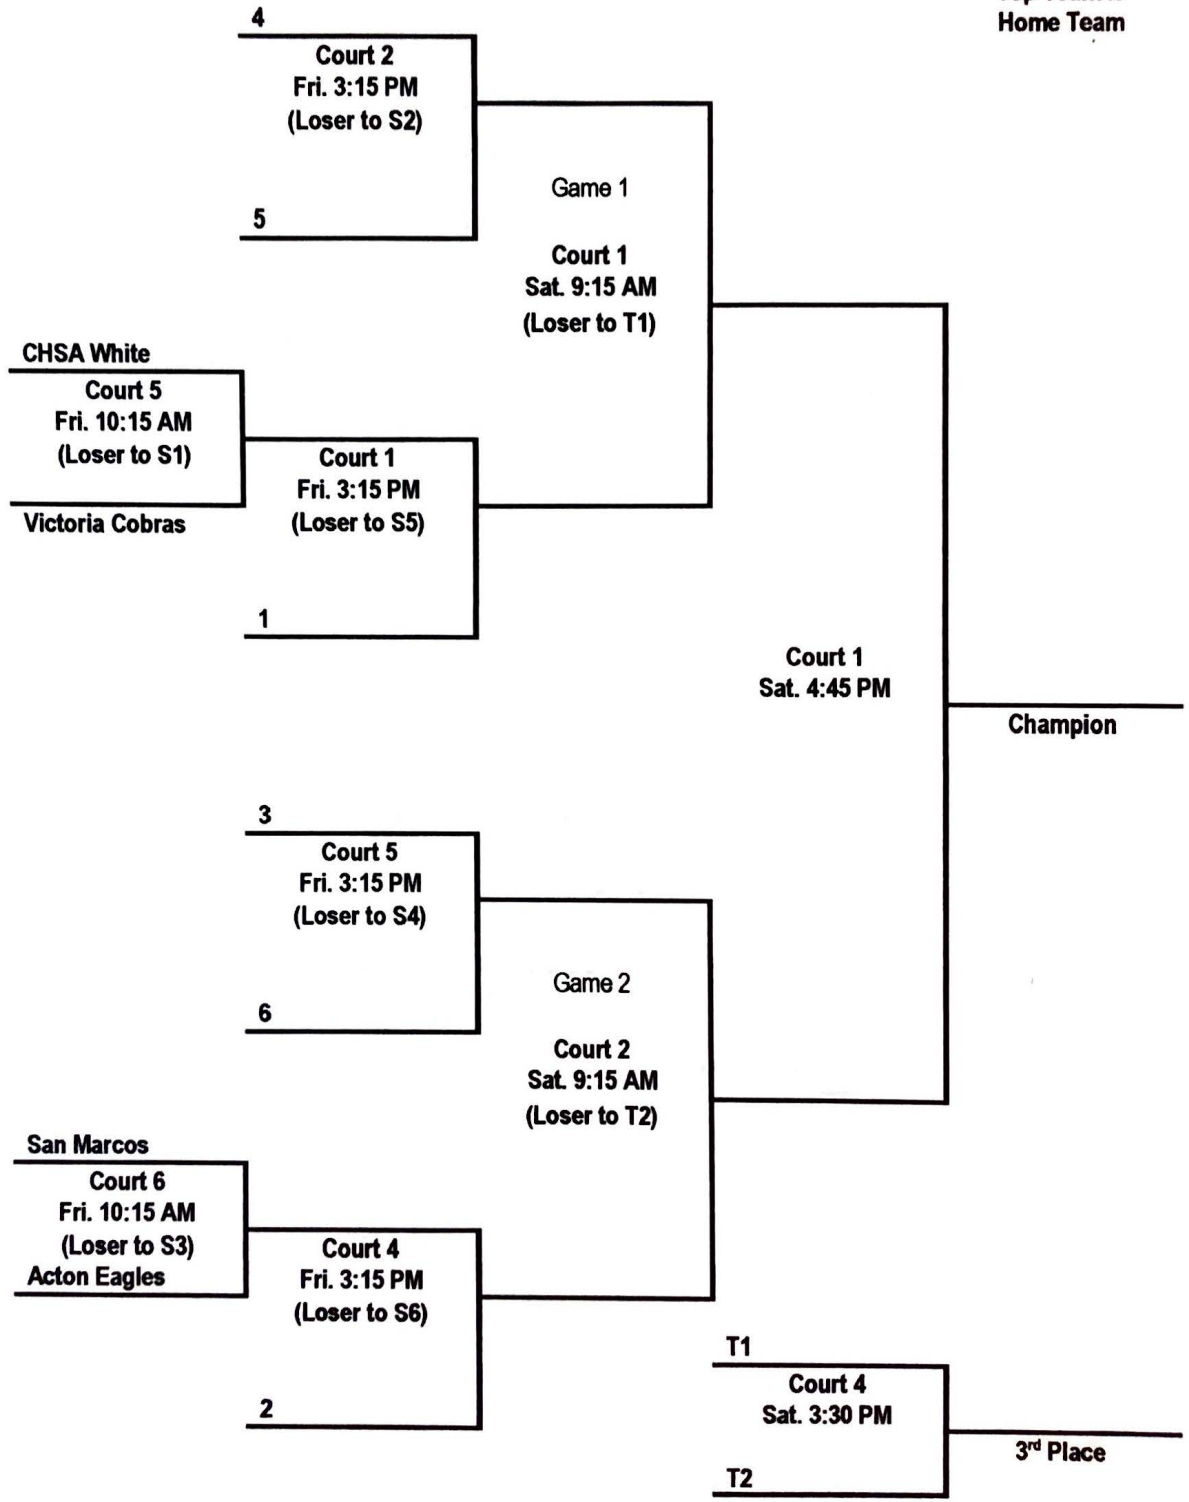 Home Team
4
Court 2
Fri. 3:15 PM
(Loser to S2)
5
Game 1
Court 1
Sat. 9:15 AM
(Loser to T1)
CHSA White
Court 5
Fri. 10:15 AM
(Loser to S1)
Victoria Cobras
Court 1
Fri. 3:15 PM
(Loser to S5)
1
Court 1
Sat. 4:45 PM
Champion
3
Court 5
Fri. 3:15 PM
(Loser to S4)
6
Game 2
Court 2
Sat. 9:15 AM
(Loser to T2)
San Marcos
Court 6
Fri. 10:15 AM
(Loser to S3)
Acton Eagles
Court 4
Fri. 3:15 PM
(Loser to S6)
2
T1
Court 4
Sat. 3:30 PM
3rd Place
T2